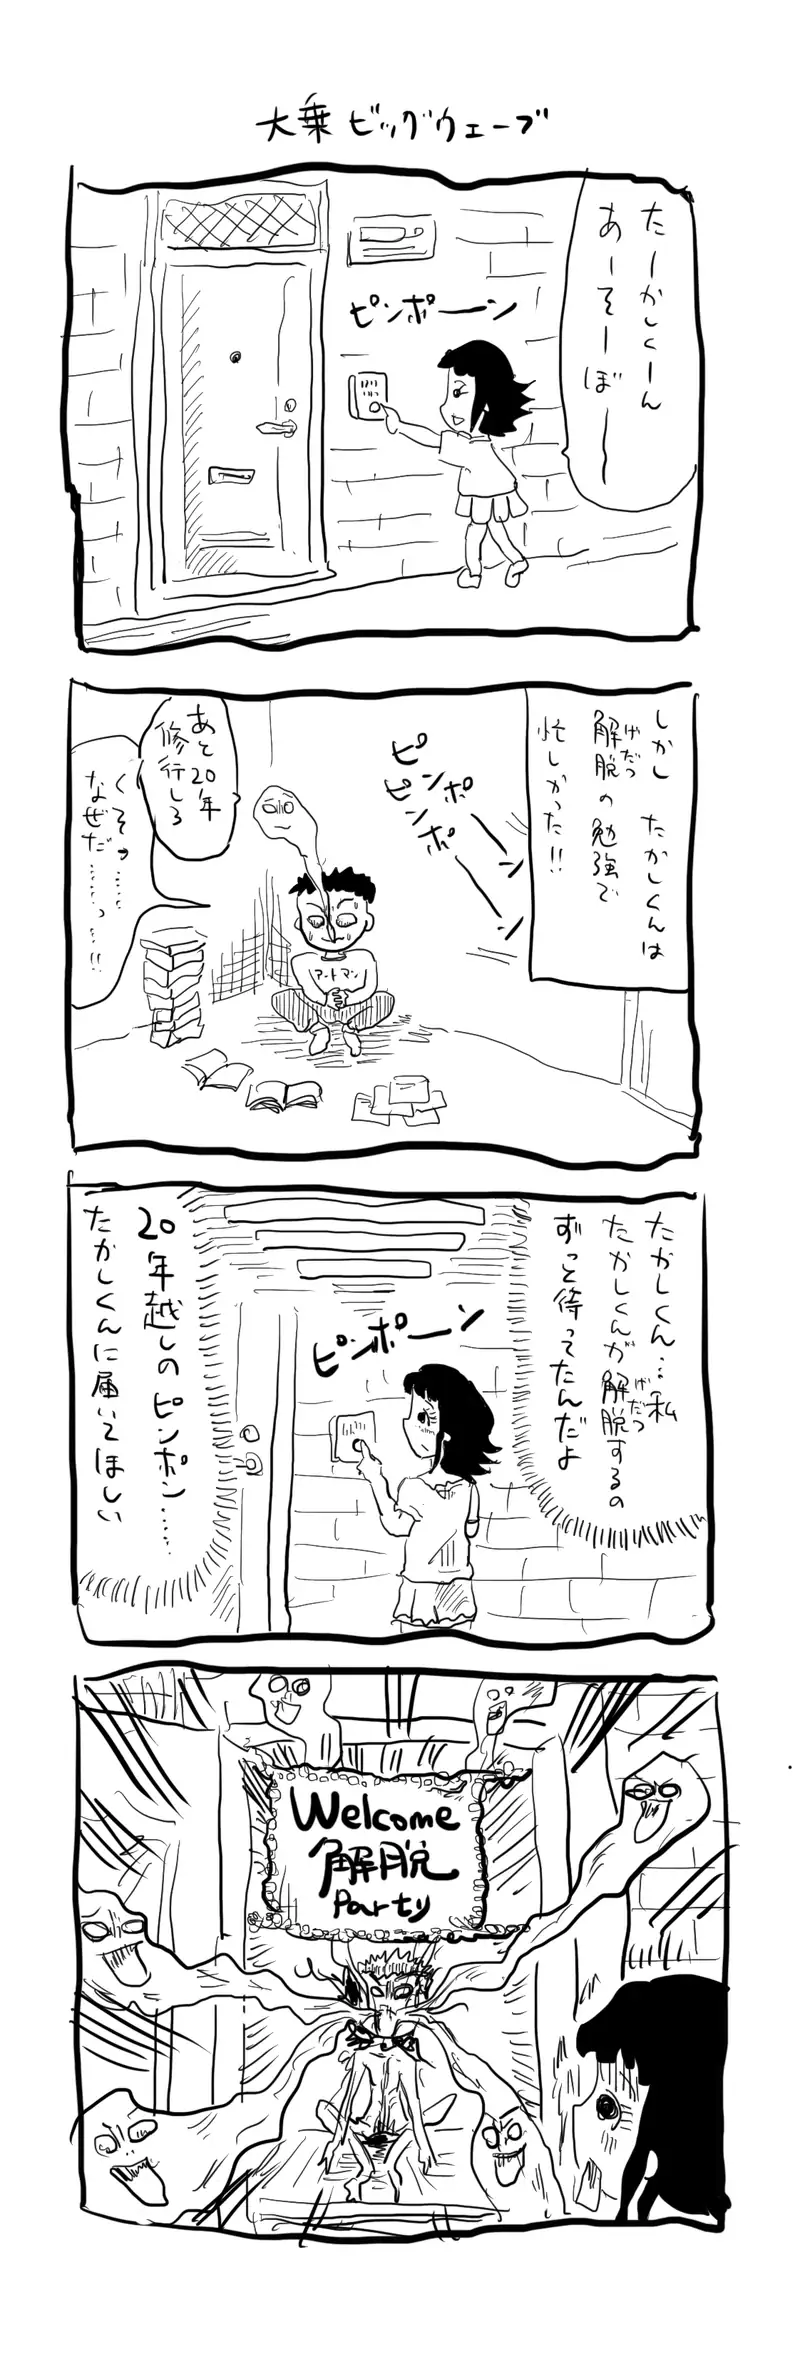 大乗 ビッグウェーブ
たーかしくーん
あーそーぼー
ピンポーン
しかし たかしくんは
解脱の勉強で
げだつ
忙しかった!!
ピンポーン
ピンポーン
あと20年
修行しろ
くそっ……
なぜだ……っ…!!
アートマン
たかしくん…私
たかしくんが解脱するの
げだつ
ずっと待ってたんだよ
ピンポーン
20年越しのピンポン……
たかしくんに届いてほしい
Welcome
解脱
Party